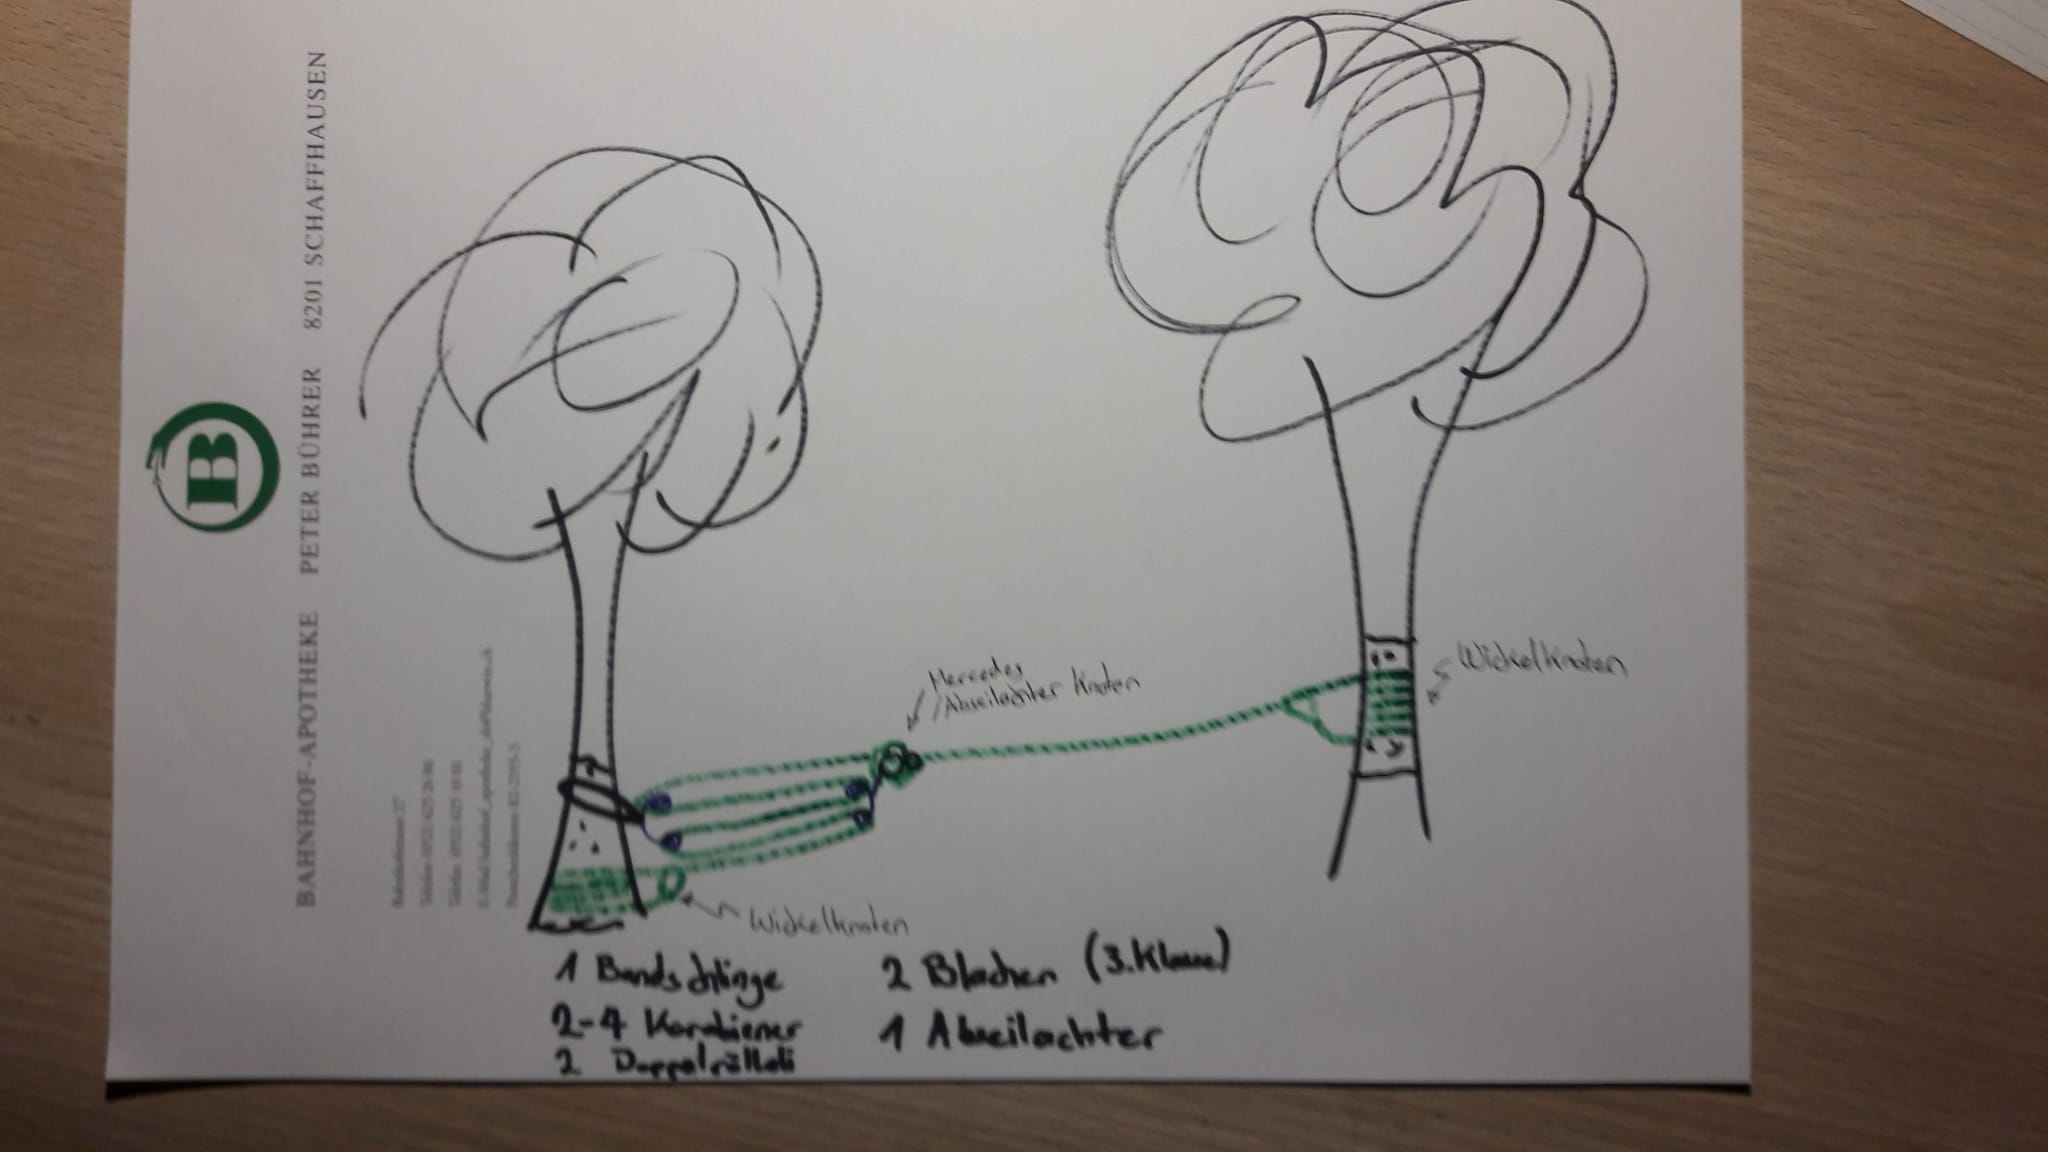 B
BAHNHOF-APOTHEKE PETER BÜHRER 8201 SCHAFFHAUSEN
Mercedes
/Abseilachter Knoten
Wickelknoten
Wickelknoten
1 Bandschlinge
2-4 Karabiener
2 Doppelrölleli
2 Blachen (3. Klasse)
1 Abseilachter